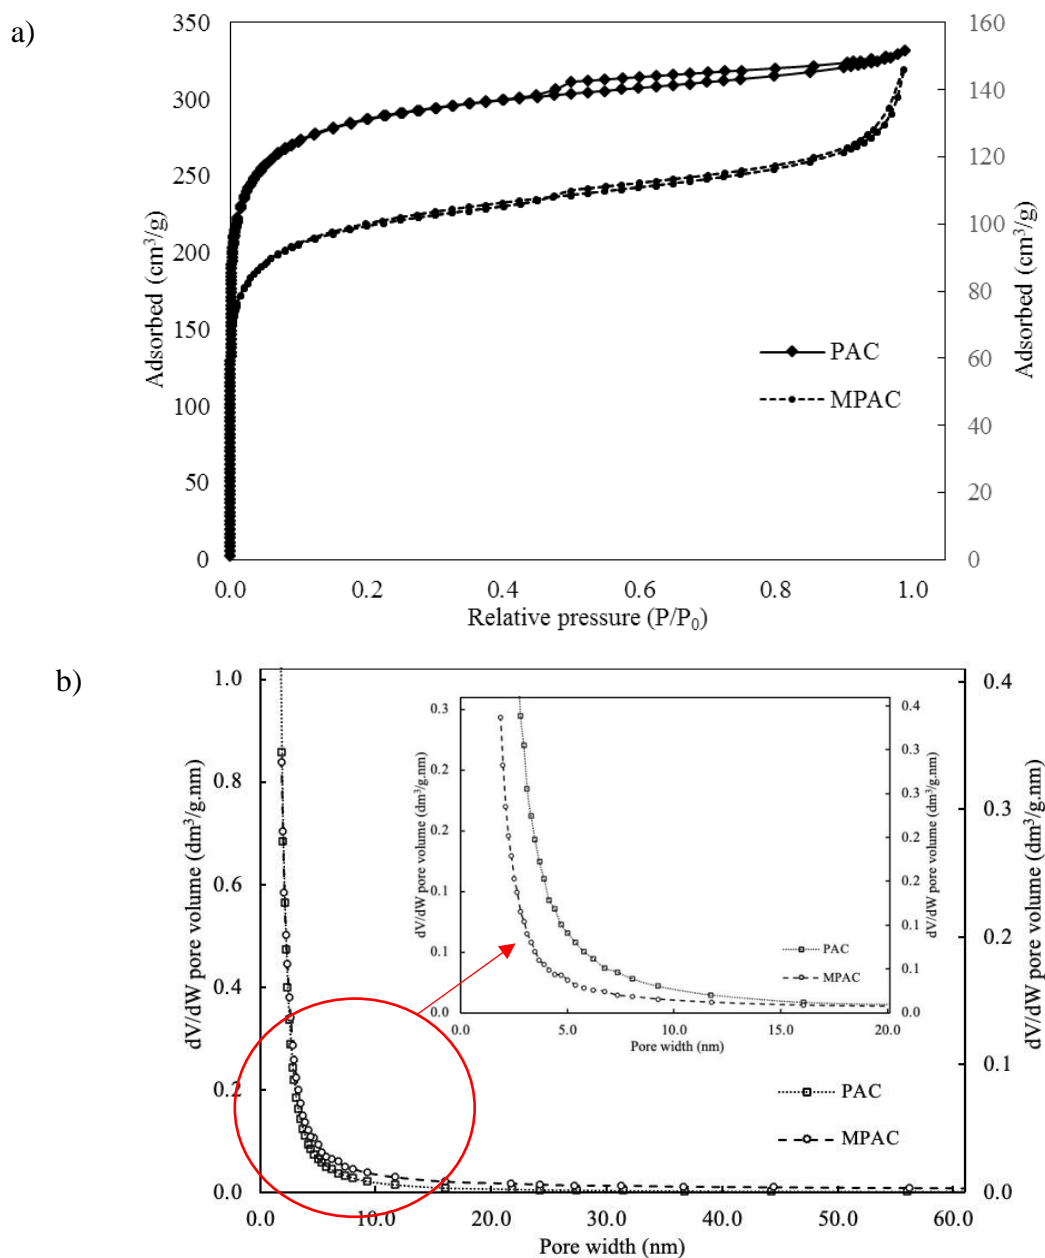 a)
350
300
250
200
150
100
50
0
Adsorbed (cm³/g)
160
140
120
100
80
60
40
20
0
Adsorbed (cm³/g)
PAC
MPAC
0.0 0.2 0.4 0.6 0.8 1.0
Relative pressure (P/P₀)
b)
1.0
0.8
0.6
0.4
0.2
0.0
dV/dW pore volume (dm³/g.nm)
0.3
0.2
0.2
0.1
0.1
0.0
dV/dW pore volume (dm³/g.nm)
0.4
0.3
0.3
0.2
0.2
0.1
0.1
0.0
dV/dW pore volume (dm³/g.nm)
PAC
MPAC
0.0 5.0 10.0 15.0 20.0
Pore width (nm)
0.4
0.3
0.2
0.1
0.0
dV/dW pore volume (dm³/g.nm)
PAC
MPAC
0.0 10.0 20.0 30.0 40.0 50.0 60.0
Pore width (nm)